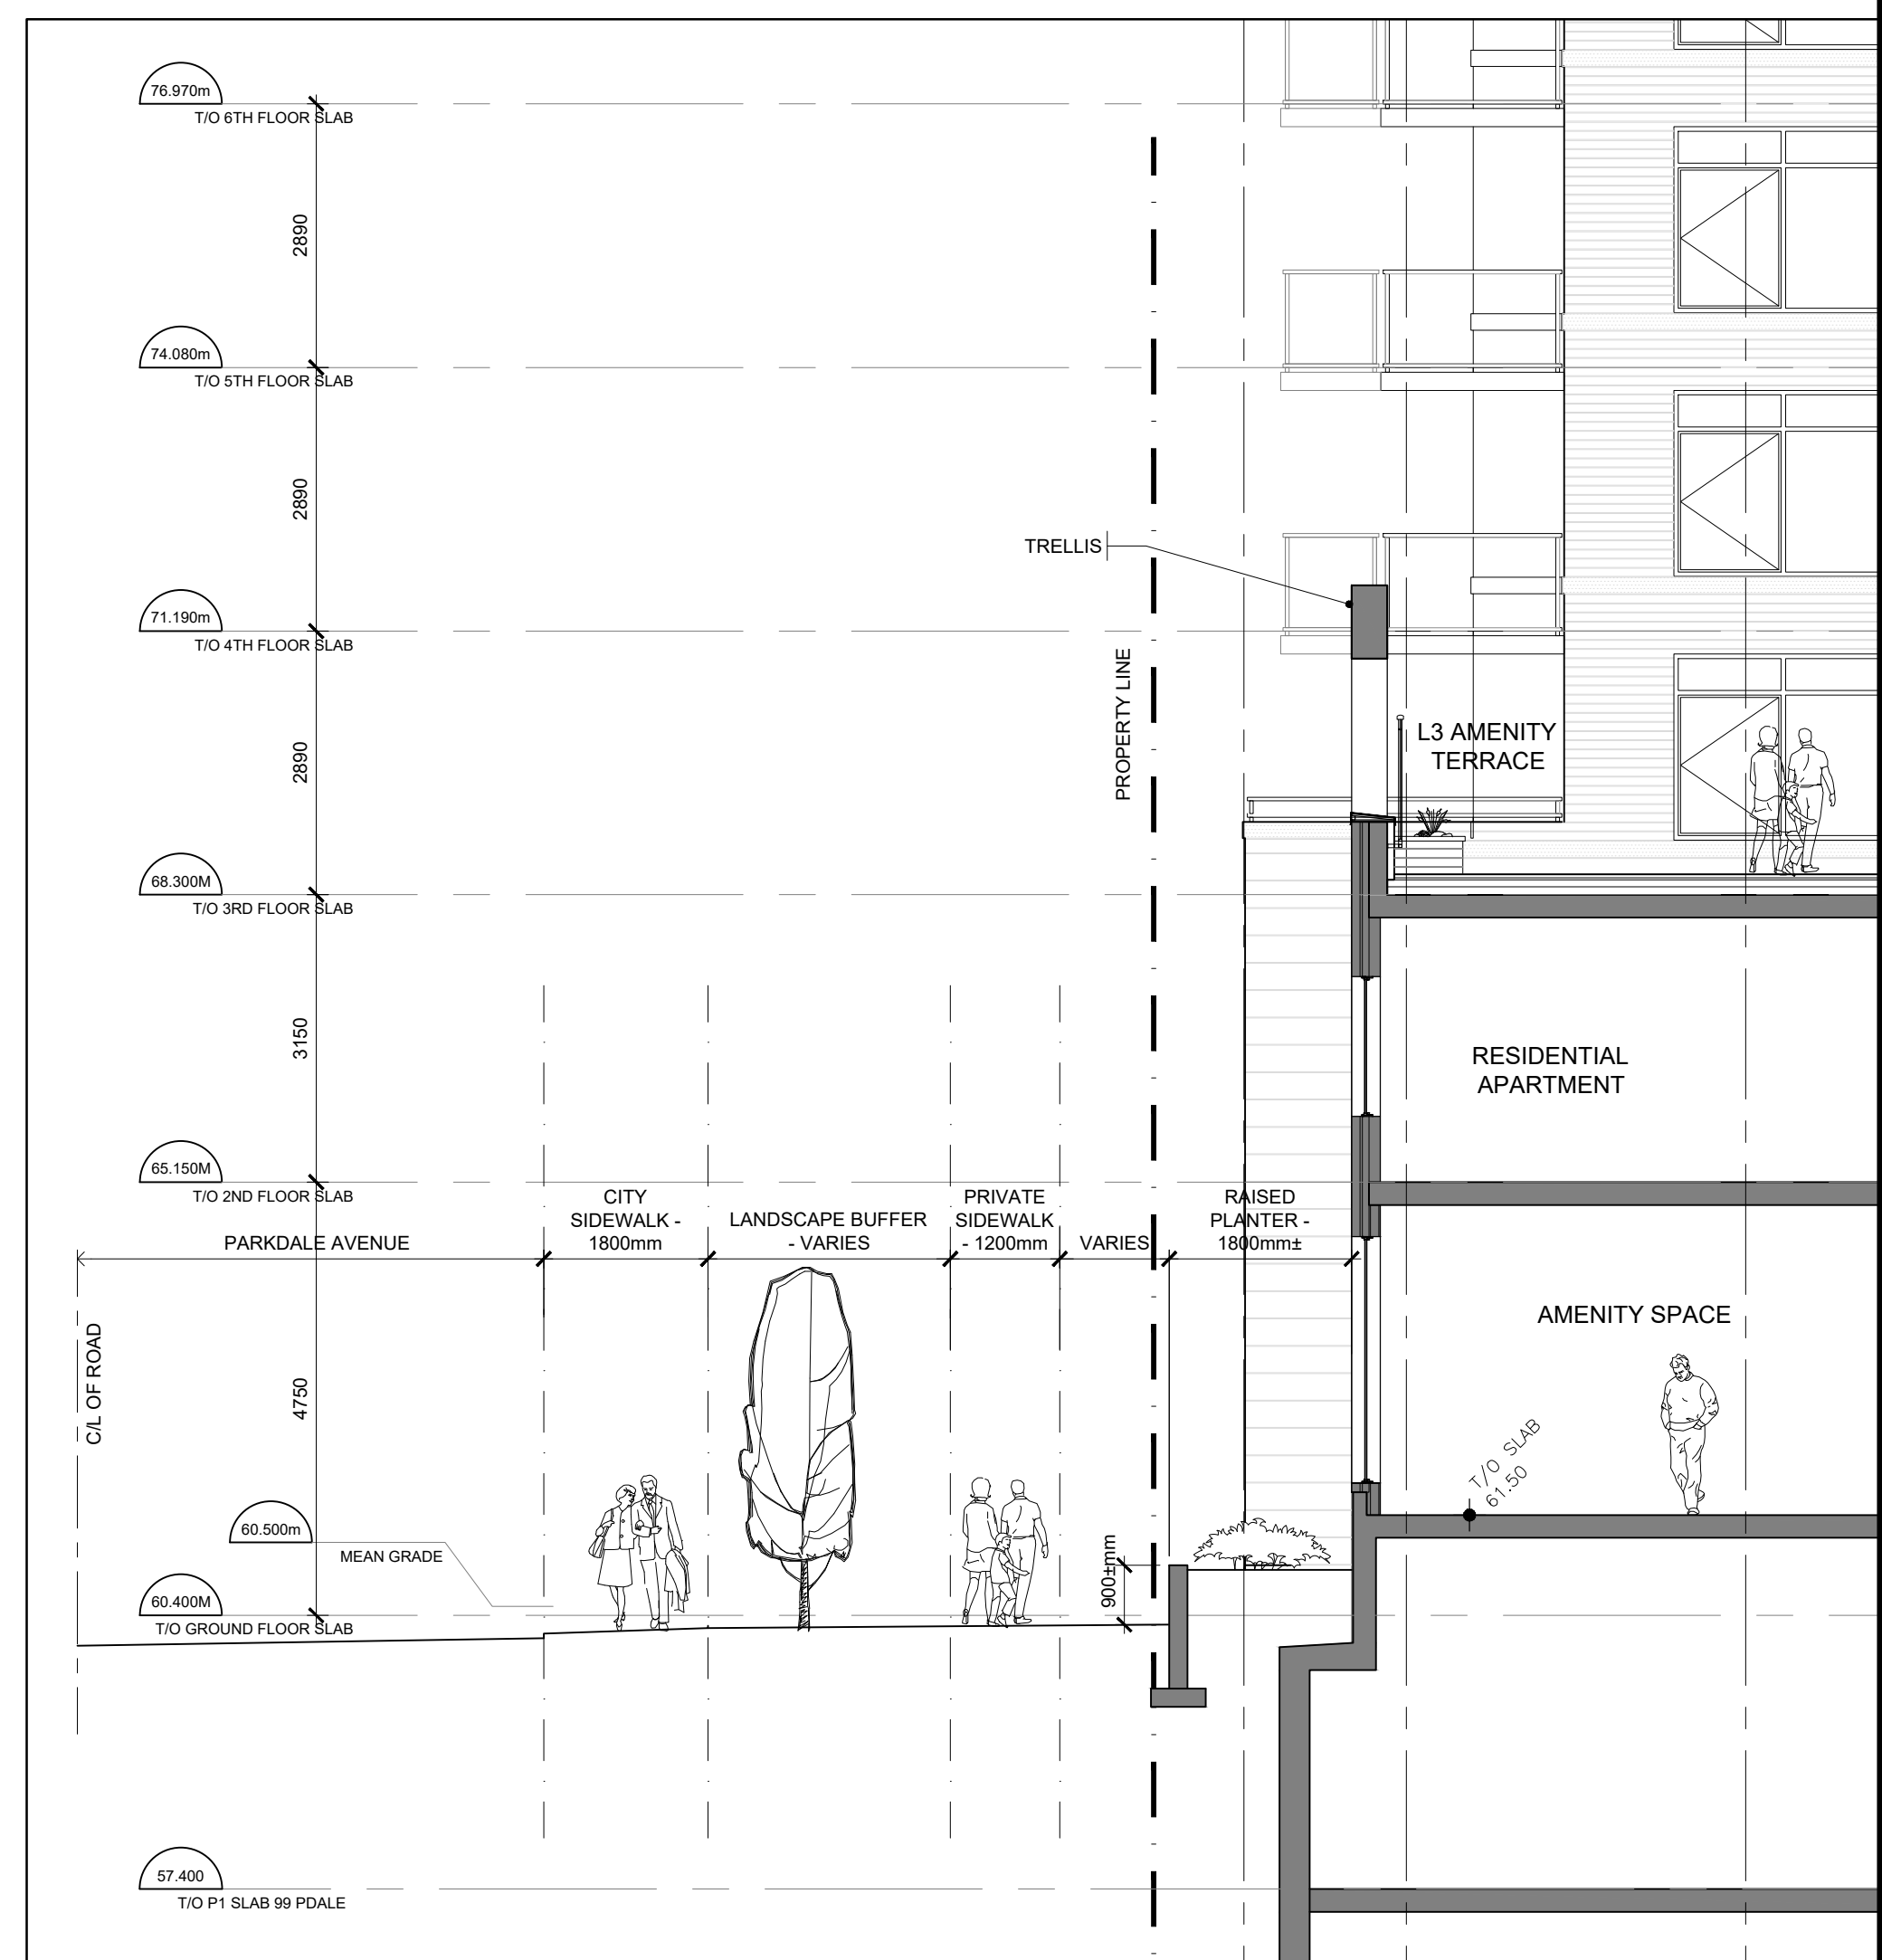 76.970m
T/O 6TH FLOOR SLAB
2890
74.080m
T/O 5TH FLOOR SLAB
2890
TRELLIS
71.190m
T/O 4TH FLOOR SLAB
PROPERTY LINE
2890
L3 AMENITY
TERRACE
68.300M
T/O 3RD FLOOR SLAB
3150
RESIDENTIAL
APARTMENT
65.150M
T/O 2ND FLOOR SLAB
PARKDALE AVENUE
CITY
SIDEWALK -
1800mm
LANDSCAPE BUFFER
- VARIES
PRIVATE
SIDEWALK
- 1200mm
VARIES
RAISED
PLANTER -
1800mm±
C/L OF ROAD
4750
AMENITY SPACE
T/O SLAB
61.50
60.500m
MEAN GRADE
900±mm
60.400M
T/O GROUND FLOOR SLAB
57.400
T/O P1 SLAB 99 PDALE